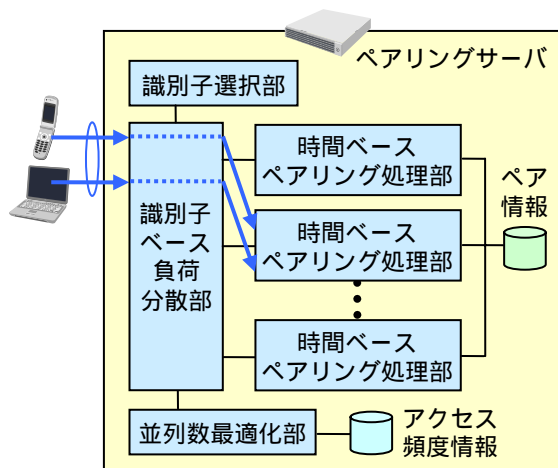 ペアリングサーバ
識別子選択部
時間ベース
ペアリング処理部
ペア
情報
識別子
ベース
負荷
分散部
時間ベース
ペアリング処理部
時間ベース
ペアリング処理部
並列数最適化部
アクセス
頻度情報